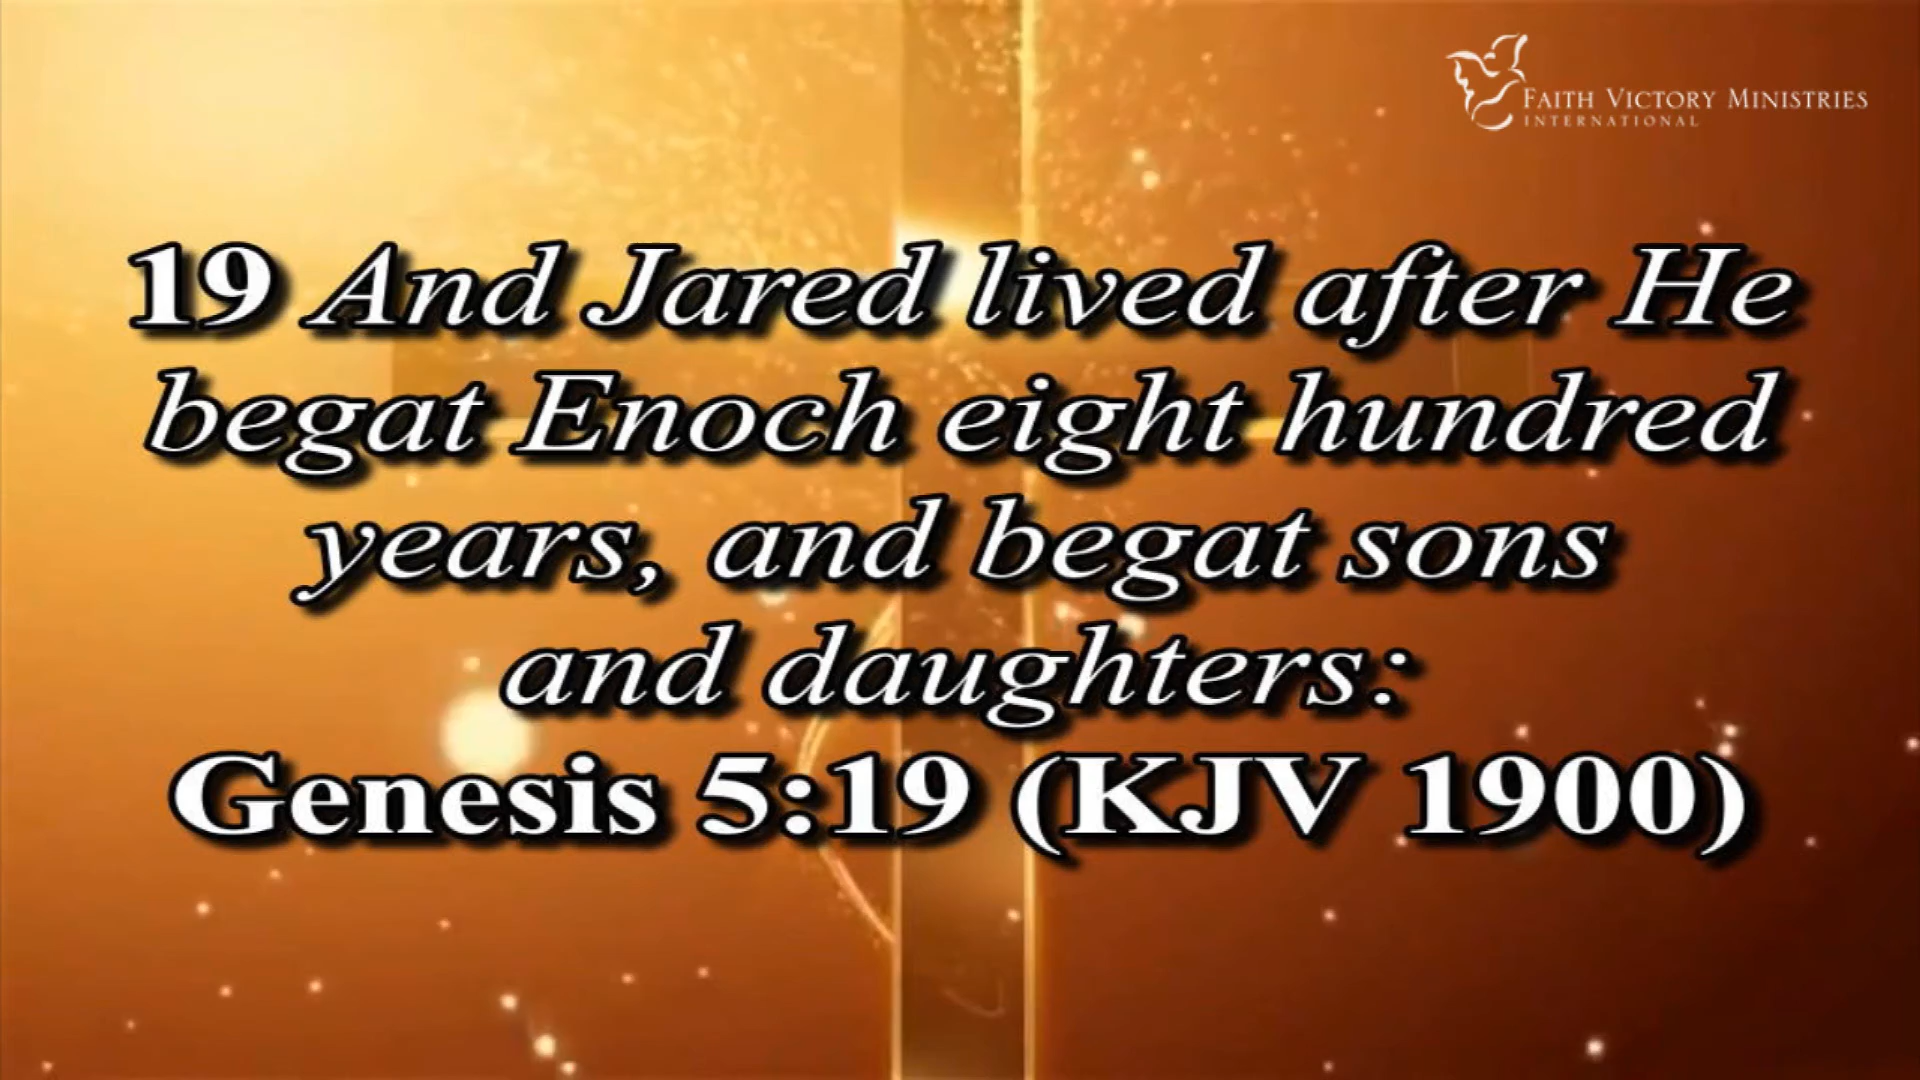 FAITH VICTORY MINISTRIES
INTERNATIONAL
19 And Jared lived after He
begat Enoch eight hundred
years, and begat sons
and daughters:
Genesis 5:19 (KJV 1900)